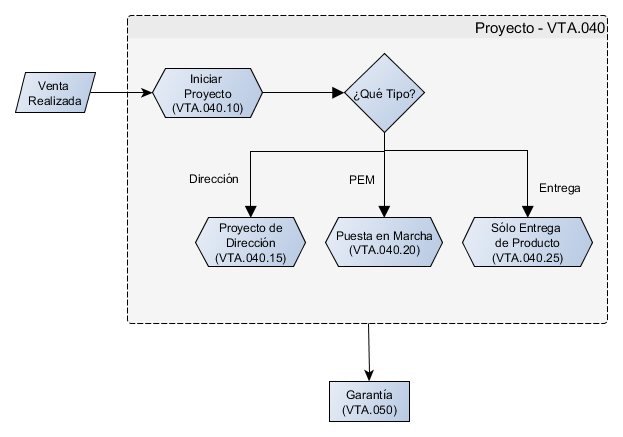 Proyecto - VTA.040
Venta
Realizada
Iniciar
Proyecto
(VTA.040.10)
¿Qué Tipo?
Dirección
PEM
Entrega
Proyecto de
Dirección
(VTA.040.15)
Puesta en Marcha
(VTA.040.20)
Sólo Entrega
de Producto
(VTA.040.25)
Garantía
(VTA.050)